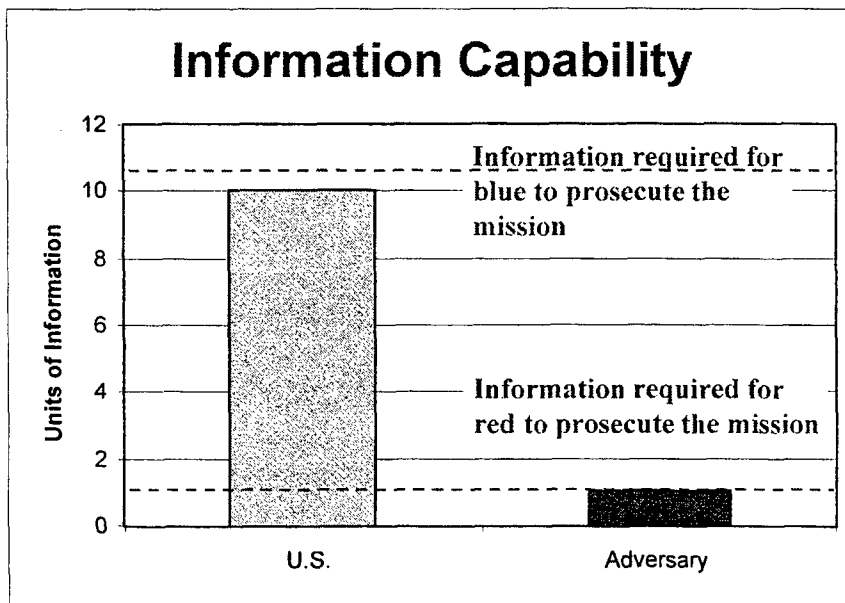 Information Capability
12
10
8
6
4
2
0
Units of Information
Information required for
blue to prosecute the
mission
Information required for
red to prosecute the mission
U.S.
Adversary